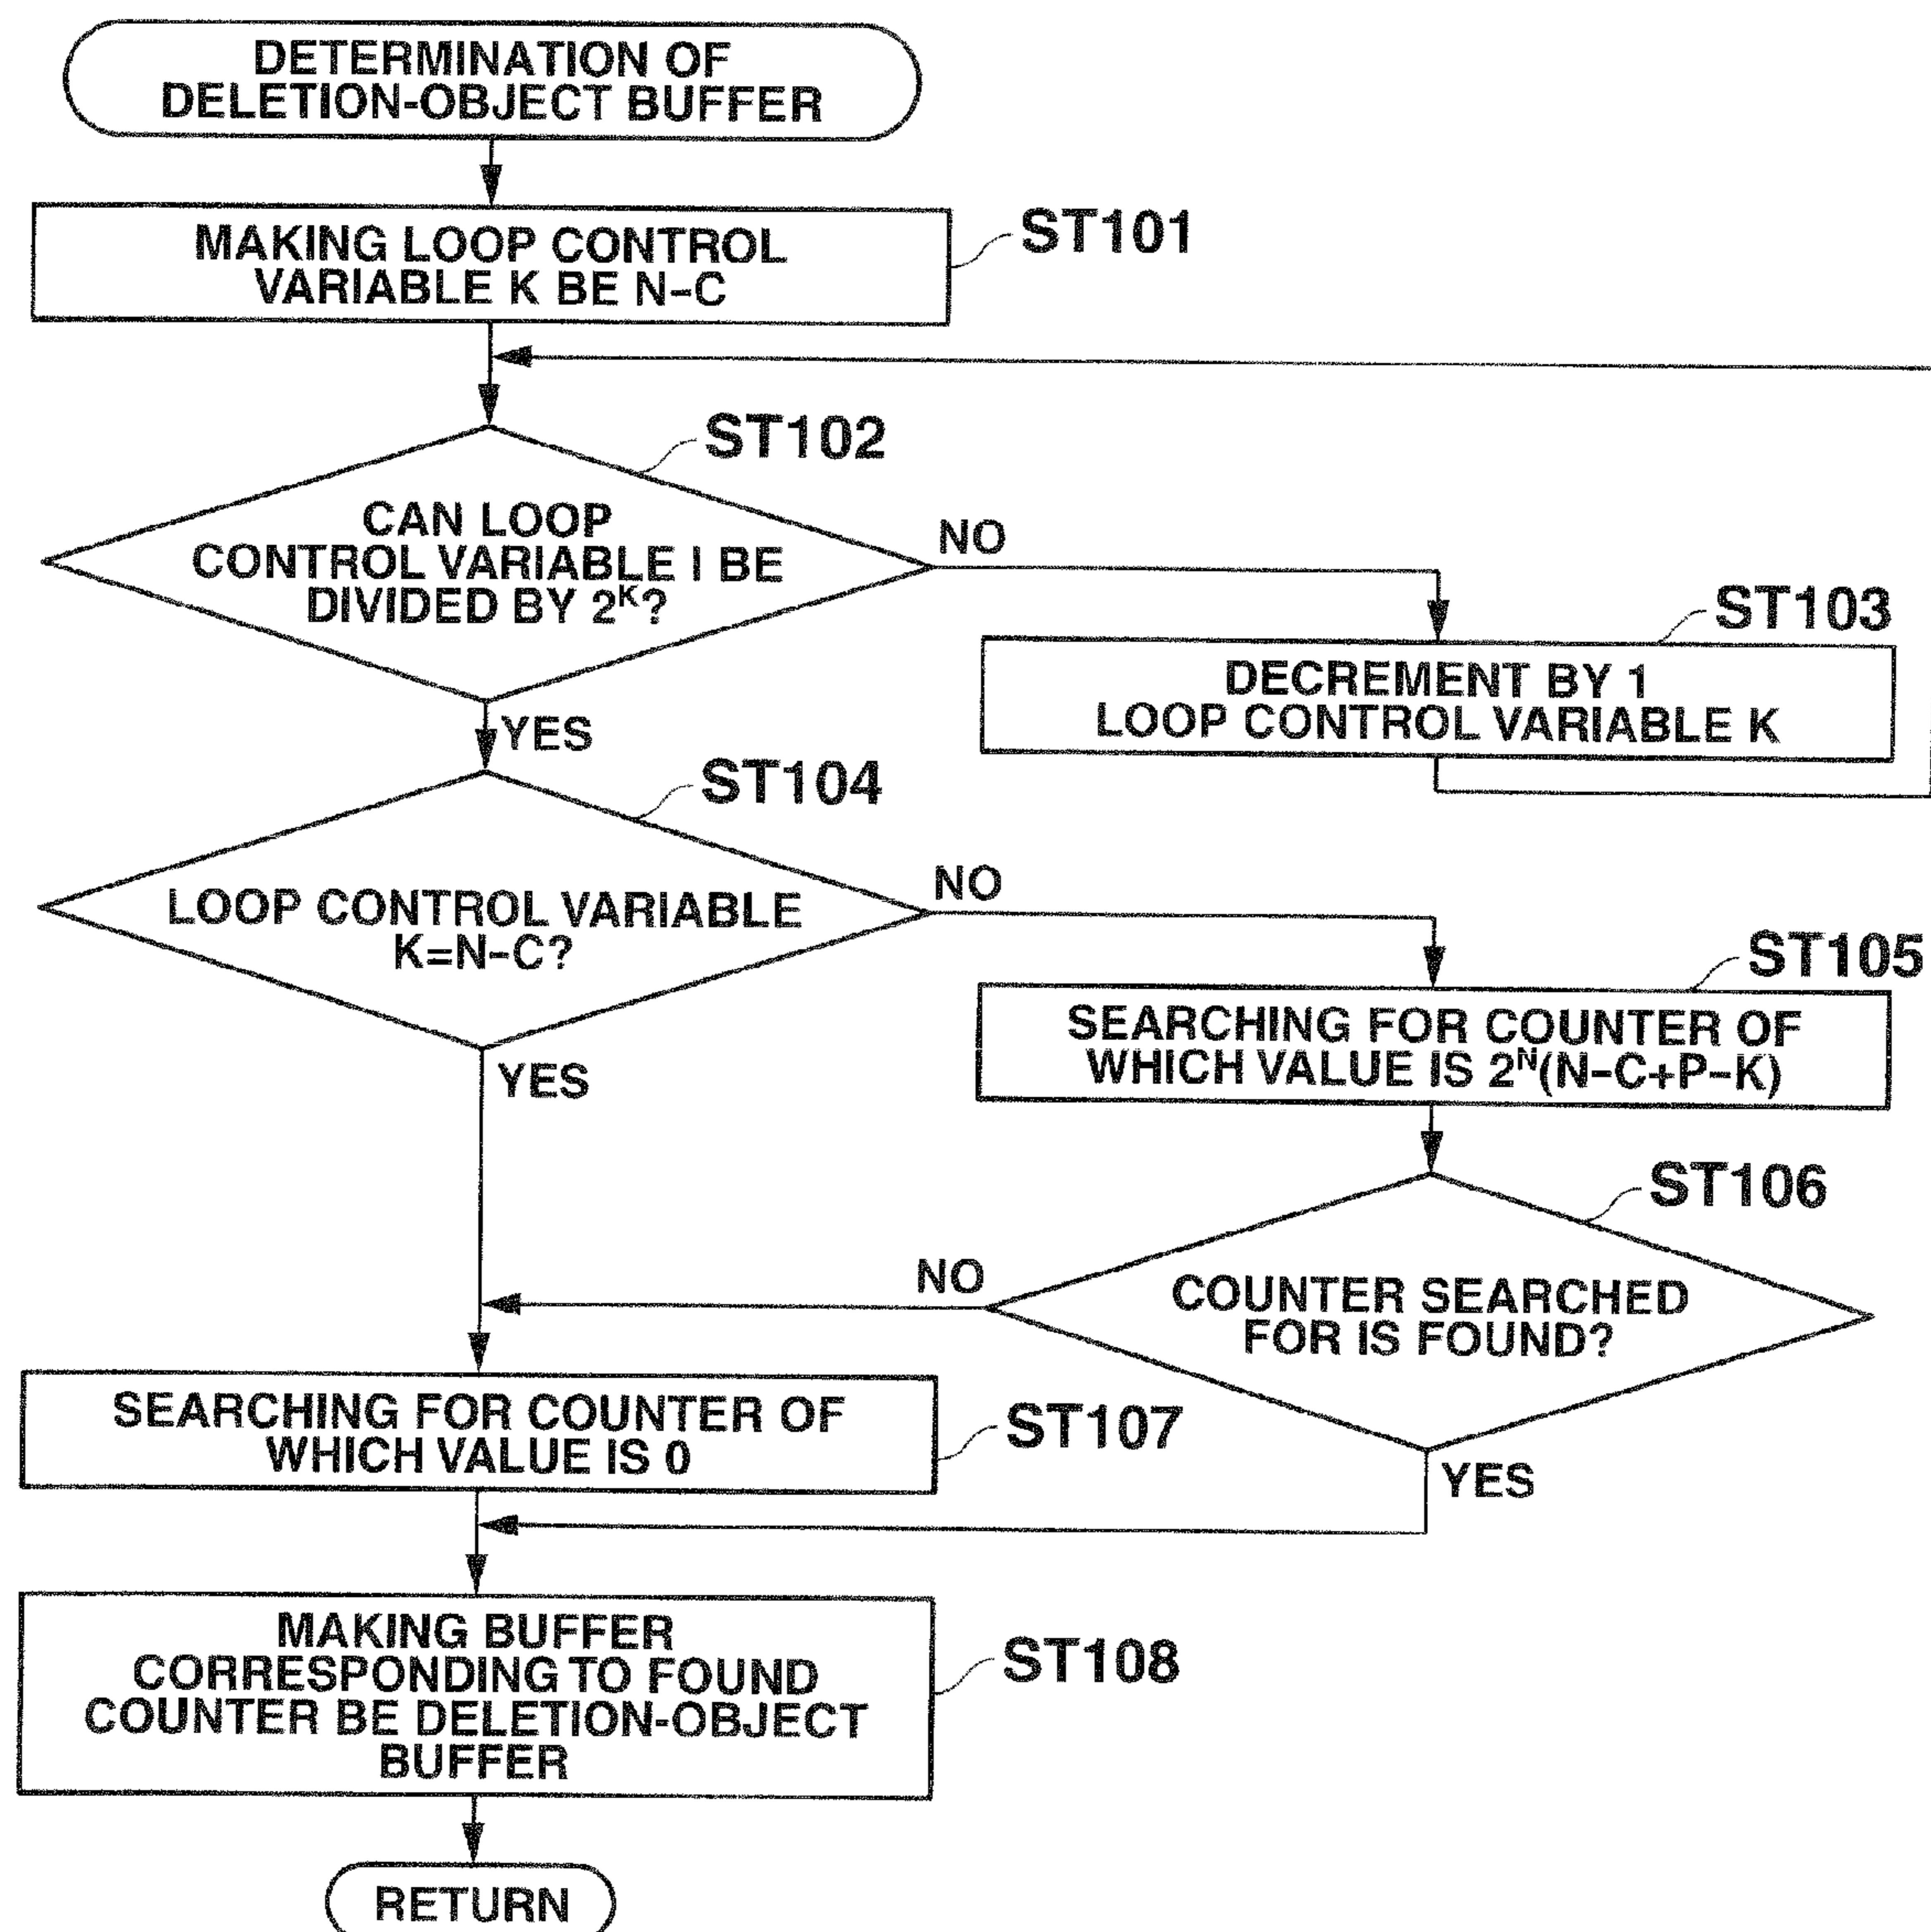 DETERMINATION OF
DELETION-OBJECT BUFFER
MAKING LOOP CONTROL
VARIABLE K BE N-C
ST101
ST102
CAN LOOP
CONTROL VARIABLE I BE
DIVIDED BY 2^K?
NO
YES
ST103
DECREMENT BY 1
LOOP CONTROL VARIABLE K
ST104
LOOP CONTROL VARIABLE
K=N-C?
NO
YES
ST105
SEARCHING FOR COUNTER OF
WHICH VALUE IS 2^N(N-C+P-K)
ST106
COUNTER SEARCHED
FOR IS FOUND?
NO
YES
SEARCHING FOR COUNTER OF
WHICH VALUE IS 0
ST107
MAKING BUFFER
CORRESPONDING TO FOUND
COUNTER BE DELETION-OBJECT
BUFFER
ST108
RETURN